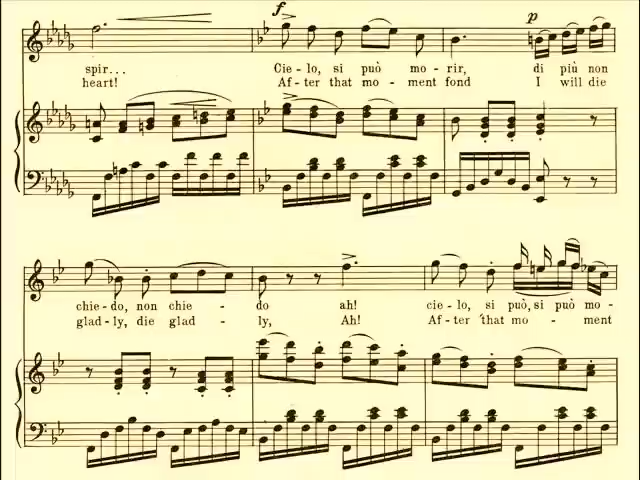 f p
spir... Cie - lo, si può mo - rir, di più non
heart! Af - ter that mo - ment fond I will die
chie - do, non chie - do ah! cie - lo, si può, si può mo -
glad - ly, die glad - ly, Ah! Af - ter that mo - ment